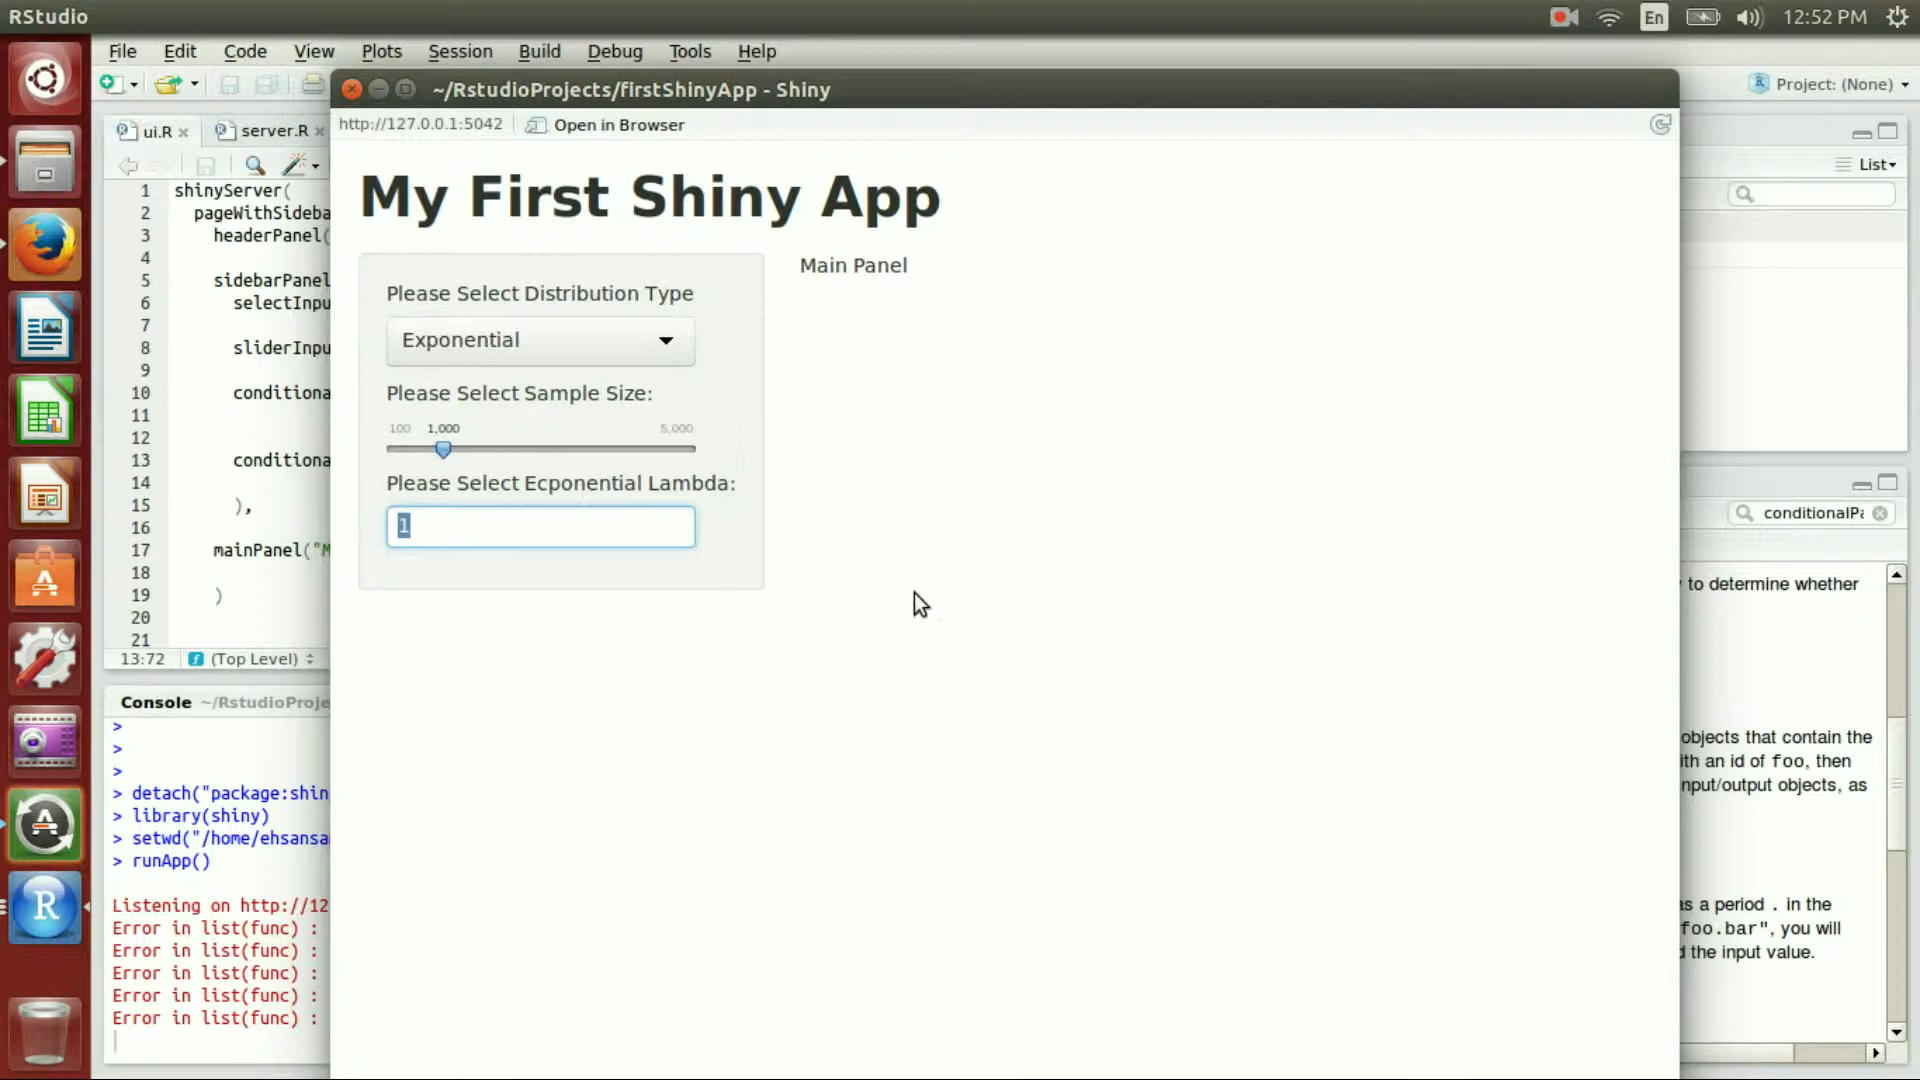 RStudio
En
12:52 PM
File Edit Code View Plots Session Build Debug Tools Help
~/RstudioProjects/firstShinyApp - Shiny
Project: (None)
http://127.0.0.1:5042 Open in Browser
ui.R server.R
List
My First Shiny App
Main Panel
Please Select Distribution Type
Exponential
Please Select Sample Size:
100 1,000 5,000
Please Select Ecponential Lambda:
1
1 shinyServer(
2 pageWithSideba
3 headerPanel(
4
5 sidebarPanel
6 selectInpu
7
8 sliderInpu
9
10 conditiona
11
12
13 conditiona
14
15 ),
16
17 mainPanel("M
18
19 )
20
21
13:72 (Top Level)
Console ~/RstudioProje
>
>
>
> detach("package:shin
> library(shiny)
> setwd("/home/ehsansa
> runApp()
Listening on http://12
Error in list(func) :
Error in list(func) :
Error in list(func) :
Error in list(func) :
Error in list(func) :
R
conditionalPa
to determine whether
objects that contain the
ith an id of foo, then
nput/output objects, as
as a period . in the
foo.bar", you will
d the input value.